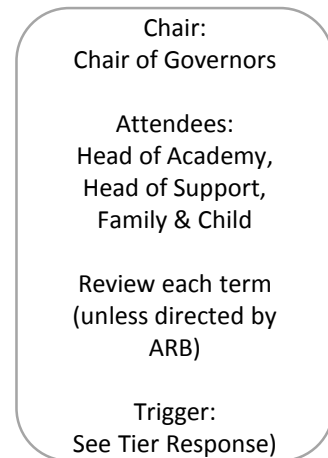 Chair:
Chair of Governors
Attendees:
Head of Academy,
Head of Support,
Family & Child
Review each term
(unless directed by
ARB)
Trigger:
See Tier Response)